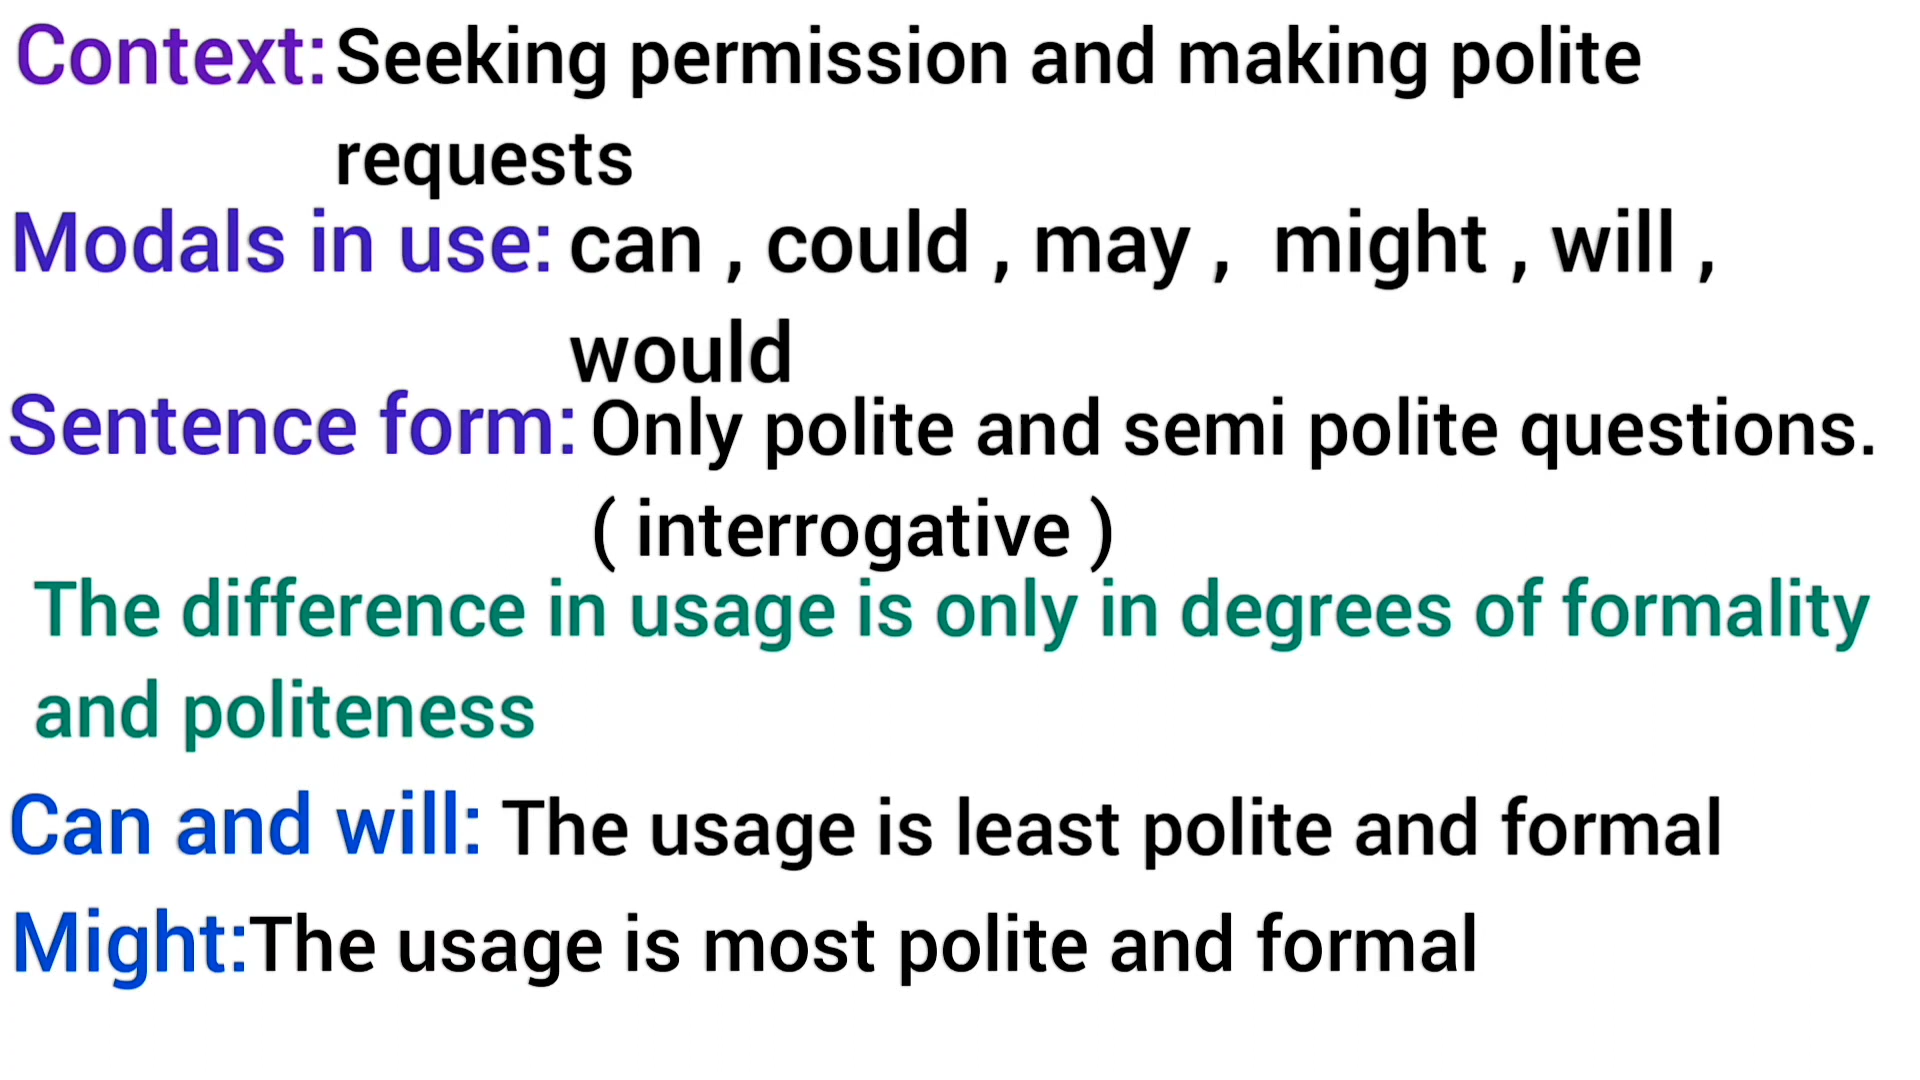 Context: Seeking permission and making polite
requests
Modals in use: can , could , may , might , will ,
would
Sentence form: Only polite and semi polite questions.
( interrogative )
The difference in usage is only in degrees of formality
and politeness
Can and will: The usage is least polite and formal
Might:The usage is most polite and formal